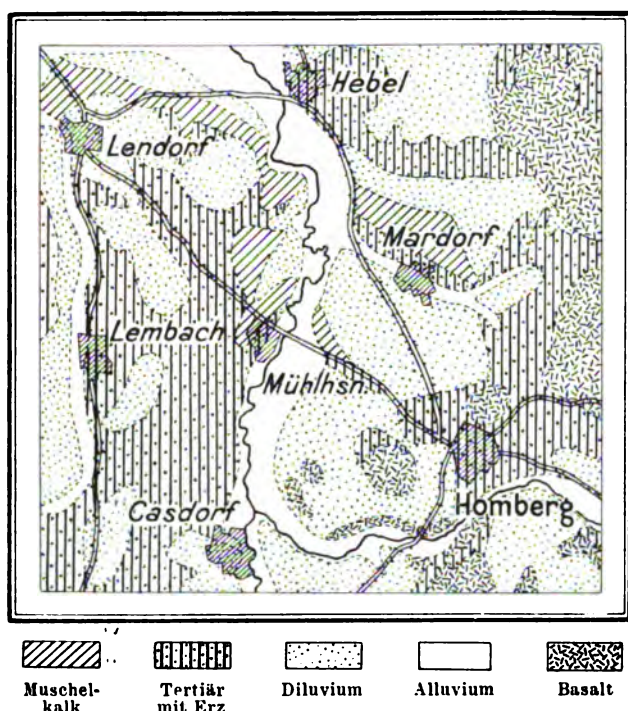 Hebel
Lendorf
Mardorf
Lembach
Mühlhsn.
Homberg
Casdorf
Muschel-
kalk
Tertiär
mit Erz
Diluvium
Alluvium
Basalt